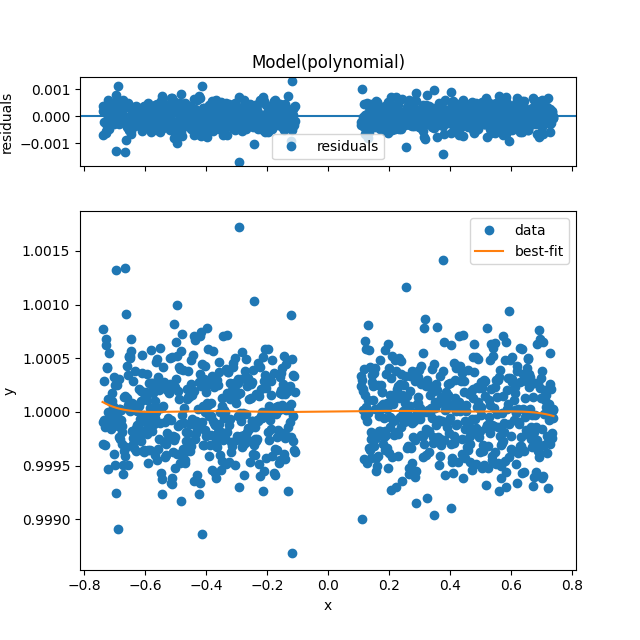 Model(polynomial)
residuals
0.001
0.000
−0.001
residuals
y
1.0015
1.0010
1.0005
1.0000
0.9995
0.9990
data
best-fit
−0.8 −0.6 −0.4 −0.2 0.0 0.2 0.4 0.6 0.8
x